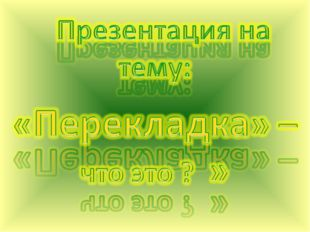 Презентация на
тему:
«Перекладка» –
что это ? »